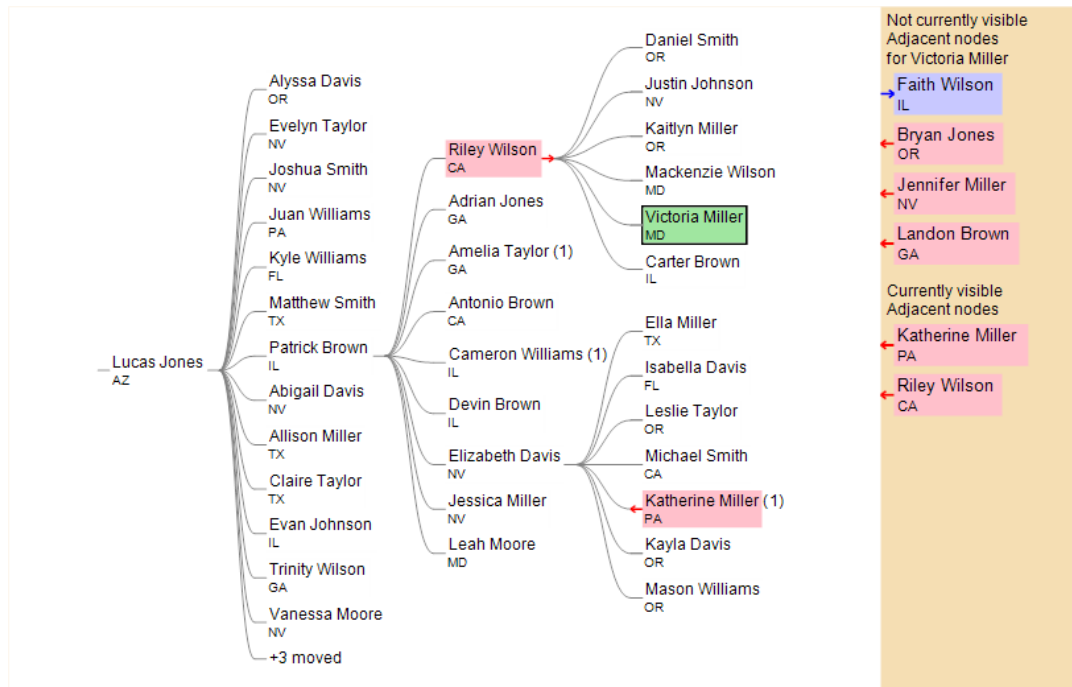 Lucas Jones
AZ
Alyssa Davis
OR
Evelyn Taylor
NV
Joshua Smith
NV
Juan Williams
PA
Kyle Williams
FL
Matthew Smith
TX
Patrick Brown
IL
Abigail Davis
NV
Allison Miller
TX
Claire Taylor
TX
Evan Johnson
IL
Trinity Wilson
GA
Vanessa Moore
NV
+3 moved
Riley Wilson
CA
Adrian Jones
GA
Amelia Taylor (1)
GA
Antonio Brown
CA
Cameron Williams (1)
IL
Devin Brown
IL
Elizabeth Davis
NV
Jessica Miller
NV
Leah Moore
MD
Daniel Smith
OR
Justin Johnson
NV
Kaitlyn Miller
OR
Mackenzie Wilson
MD
Victoria Miller
MD
Carter Brown
IL
Ella Miller
TX
Isabella Davis
FL
Leslie Taylor
OR
Michael Smith
CA
Katherine Miller (1)
PA
Kayla Davis
OR
Mason Williams
OR
Not currently visible
Adjacent nodes
for Victoria Miller
Faith Wilson
IL
Bryan Jones
OR
Jennifer Miller
NV
Landon Brown
GA
Currently visible
Adjacent nodes
Katherine Miller
PA
Riley Wilson
CA